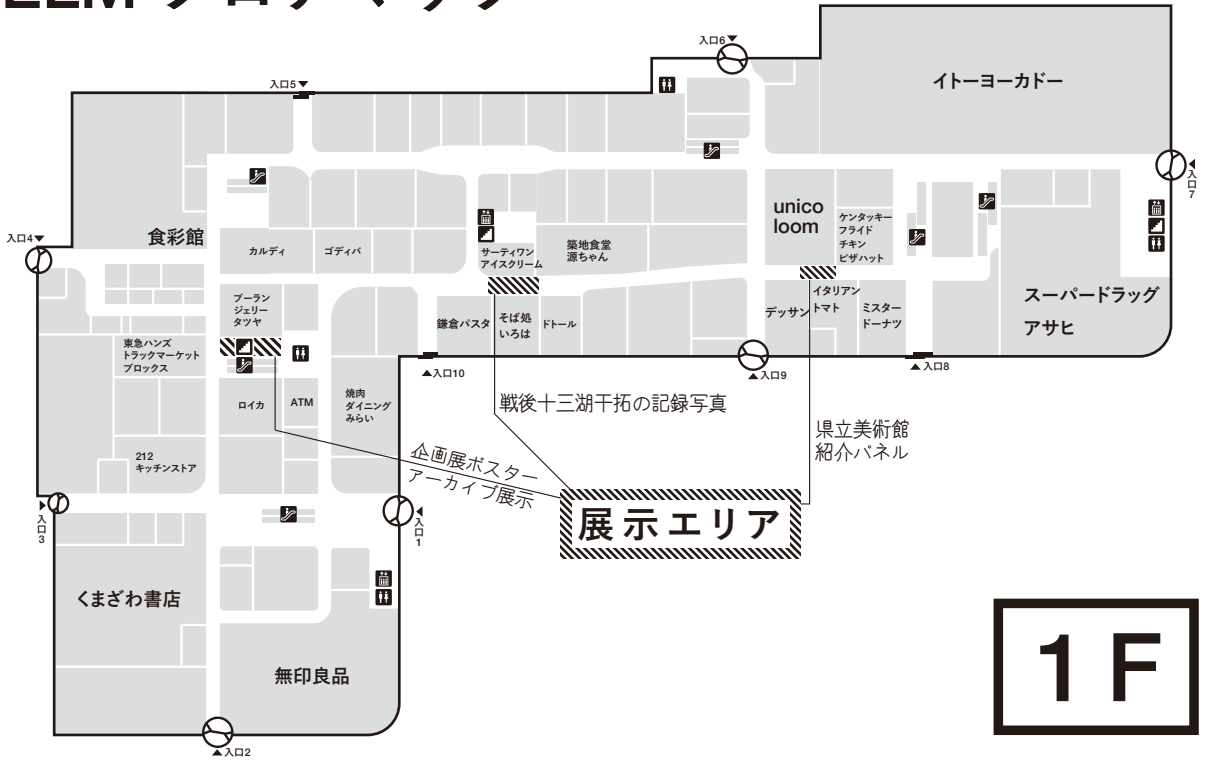 ELM フロアマップ
入口6▼
イトーヨーカドー
入口5▼
▲入口7
入口4▼
食彩館
カルディ
ゴディバ
サーティワン
アイスクリーム
築地食堂
源ちゃん
unico
loom
ケンタッキー
フライド
チキン
ピザハット
スーパードラッグ
アサヒ
ブーラン
ジェリー
タツヤ
鎌倉パスタ
そば処
いろは
ドトール
デッサン
イタリアン
トマト
ミスター
ドーナツ
東急ハンズ
トラックマーケット
ブロックス
▲入口10
▲入口9
▲入口8
ロイカ
ATM
焼肉
ダイニング
みらい
戦後十三湖干拓の記録写真
県立美術館
紹介パネル
企画展ポスター
アーカイブ展示
212
キッチンストア
展示エリア
▲入口3
▲入口1
くまざわ書店
無印良品
1F
▲入口2